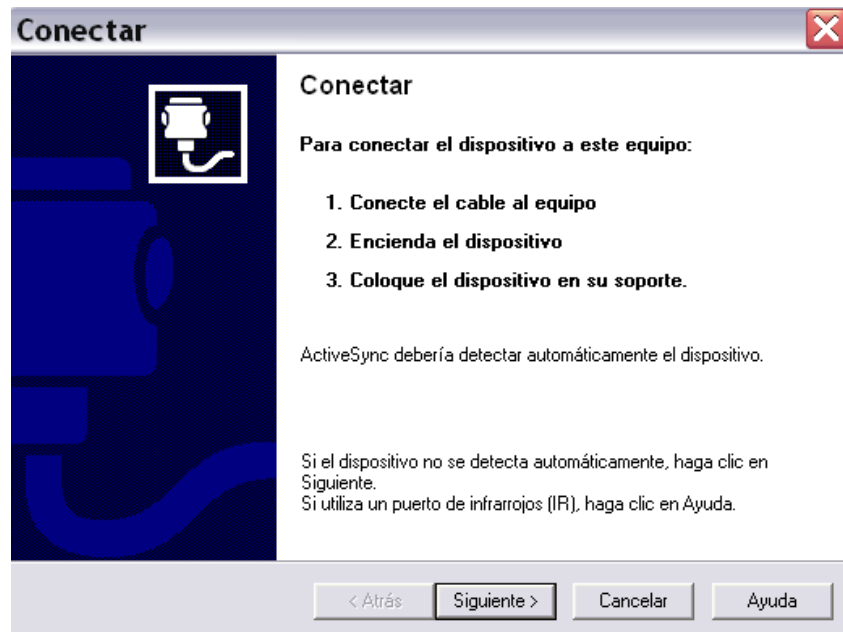 Conectar
Conectar
Para conectar el dispositivo a este equipo:
1. Conecte el cable al equipo
2. Encienda el dispositivo
3. Coloque el dispositivo en su soporte.
ActiveSync debería detectar automáticamente el dispositivo.
Si el dispositivo no se detecta automáticamente, haga clic en
Siguiente.
Si utiliza un puerto de infrarrojos (IR), haga clic en Ayuda.
< Atrás Siguiente > Cancelar Ayuda